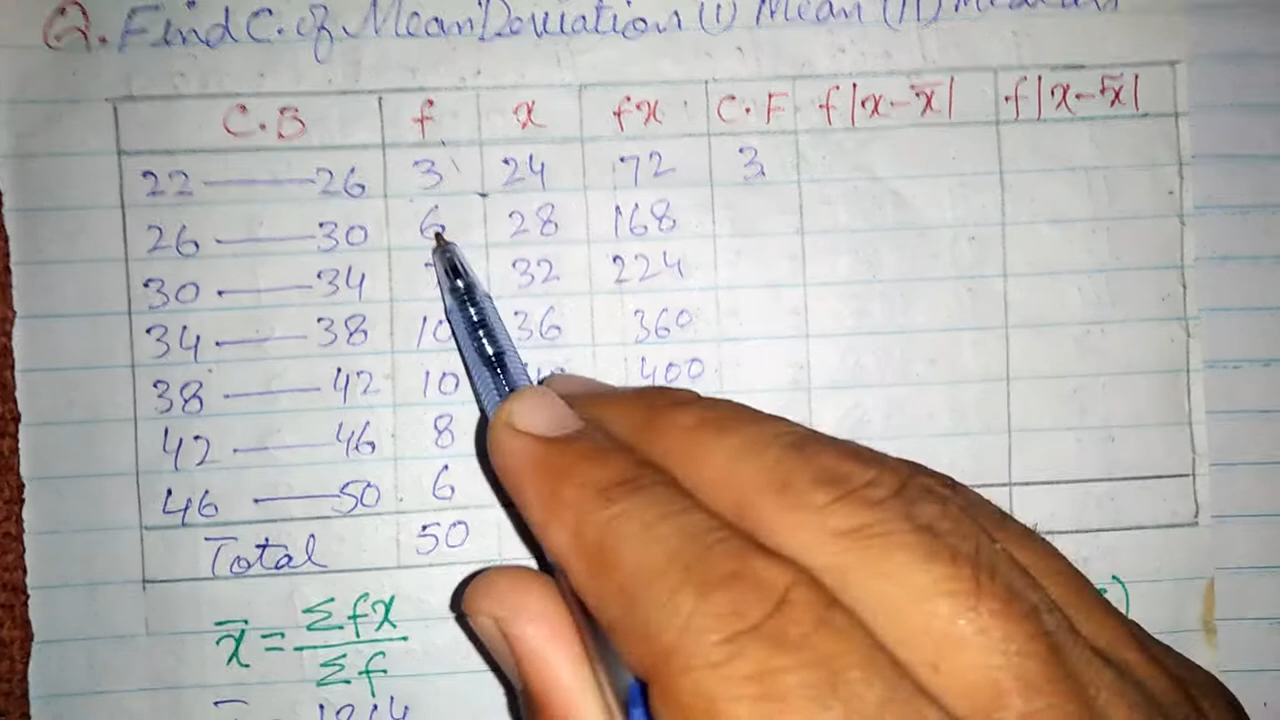 Q. Find C. of Mean Deviation (i) Mean (ii) Median
C.B f x fx C.F f|x-x̄| f|x-x̃|
22 — 26 3 24 72 3
26 — 30 6 28 168
30 — 34 32 224
34 — 38 10 36 360
38 — 42 10 400
42 — 46 8
46 — 50 6
Total 50
x̄ = Σfx
Σf